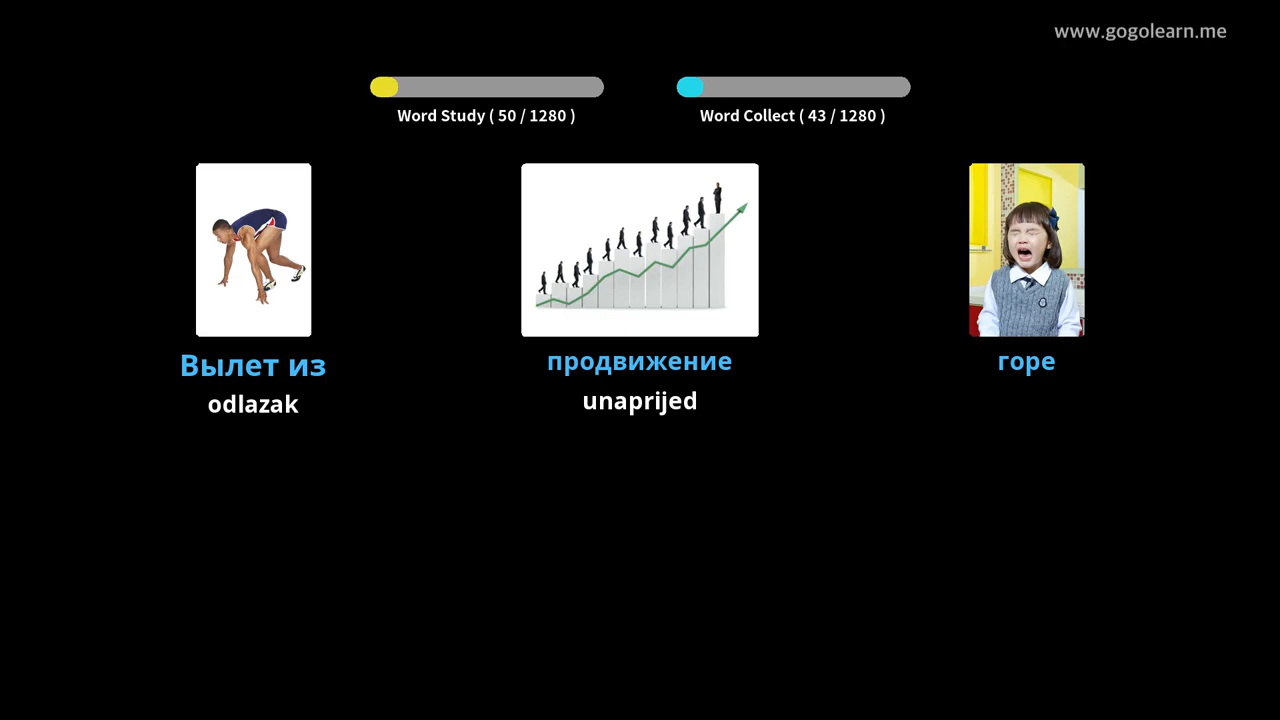 www.gogolearn.me
Word Study ( 50 / 1280 )
Word Collect ( 43 / 1280 )
Вылет из
odlazak
продвижение
unaprijed
горе